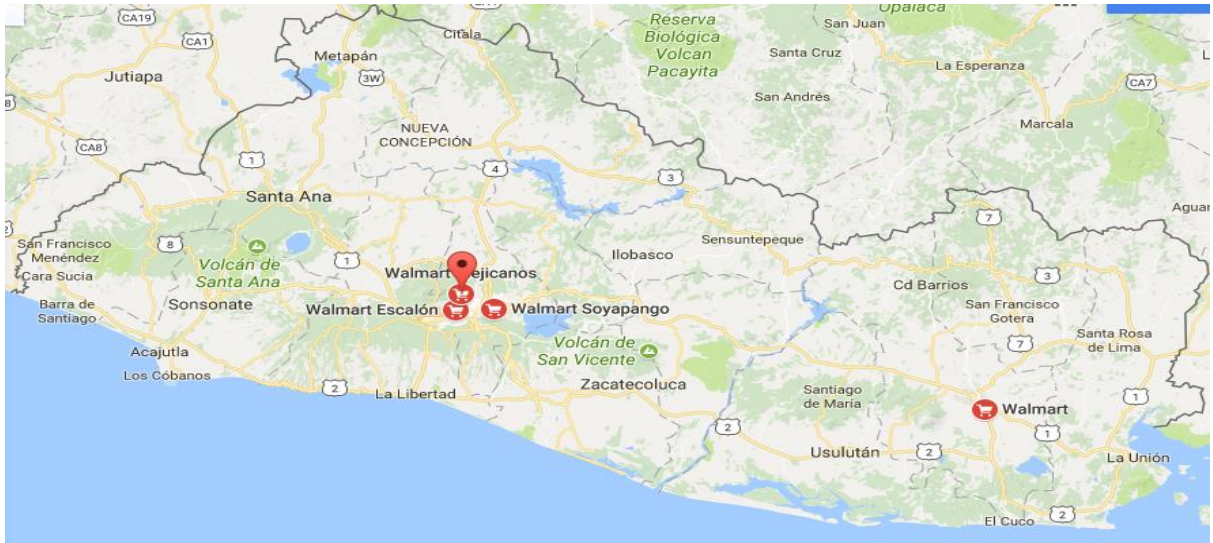 CA19
CA1
Citala
Reserva
Biológica
Volcan
Pacayita
Opalaca
San Juan
Santa Cruz
La Esperanza
Metapán
3W
Jutiapa
CA7
San Andrés
Marcala
8
CA8
NUEVA
CONCEPCIÓN
1
4
3
Santa Ana
7
San Francisco
Menéndez
8
Volcán de
Santa Ana
1
Cara Sucia
Sensuntepeque
Ilobasco
Walmart Mejicanos
3
Cd Barrios
Barra de
Santiago
Sonsonate
Walmart Escalón
Walmart Soyapango
San Francisco
Gotera
Santa Rosa
de Lima
7
Volcán de
San Vicente
Acajutla
Los Cóbanos
2
La Libertad
Zacatecoluca
Santiago
de María
1
Walmart
2
1
Usulután
2
La Unión
2
El Cuco